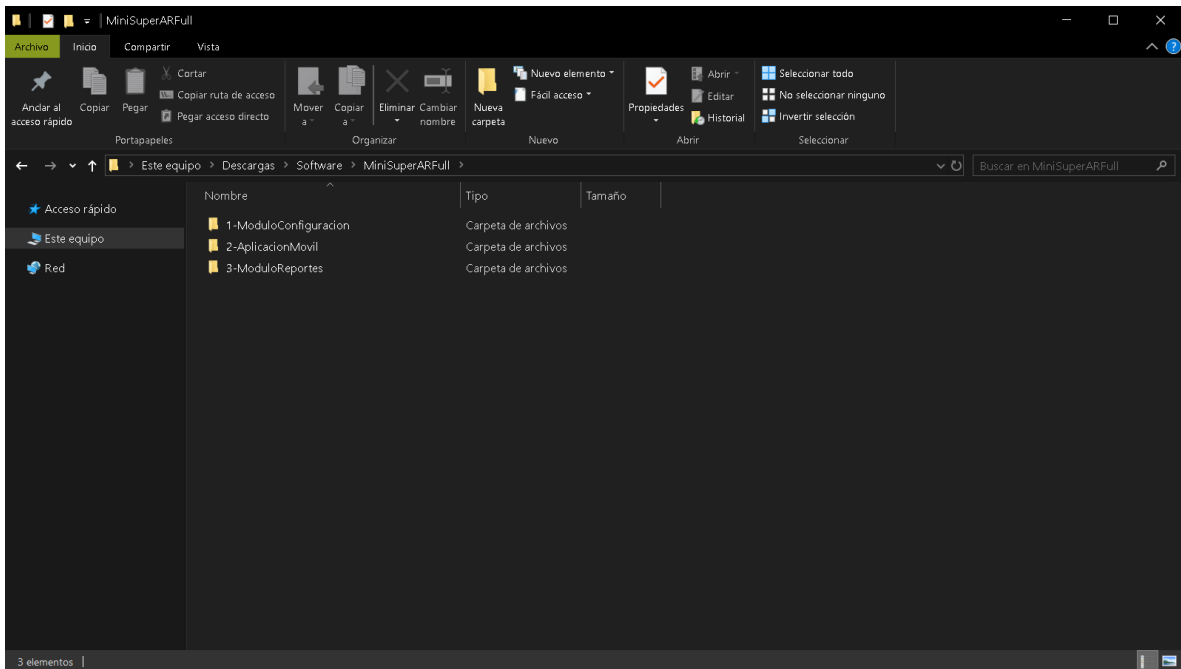 MiniSuperARFull
Archivo Inicio Compartir Vista
Anclar al acceso rápido
Copiar
Pegar
Cortar
Copiar ruta de acceso
Pegar acceso directo
Portapapeles
Mover a
Copiar a
Eliminar
Cambiar nombre
Organizar
Nueva carpeta
Nuevo elemento
Fácil acceso
Nuevo
Propiedades
Abrir
Editar
Historial
Abrir
Seleccionar todo
No seleccionar ninguno
Invertir selección
Seleccionar
Este equipo > Descargas > Software > MiniSuperARFull >
Buscar en MiniSuperARFull
Acceso rápido
Este equipo
Red
Nombre Tipo Tamaño
1-ModuloConfiguracion Carpeta de archivos
2-AplicacionMovil Carpeta de archivos
3-ModuloReportes Carpeta de archivos
3 elementos